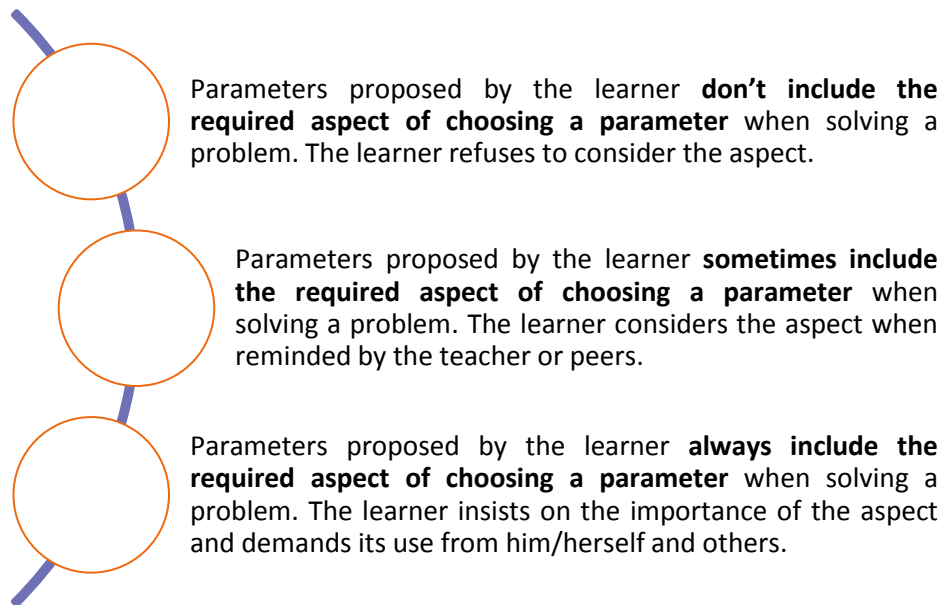 Parameters proposed by the learner don’t include the
required aspect of choosing a parameter when solving a
problem. The learner refuses to consider the aspect.
Parameters proposed by the learner sometimes include
the required aspect of choosing a parameter when
solving a problem. The learner considers the aspect when
reminded by the teacher or peers.
Parameters proposed by the learner always include the
required aspect of choosing a parameter when solving a
problem. The learner insists on the importance of the aspect
and demands its use from him/herself and others.